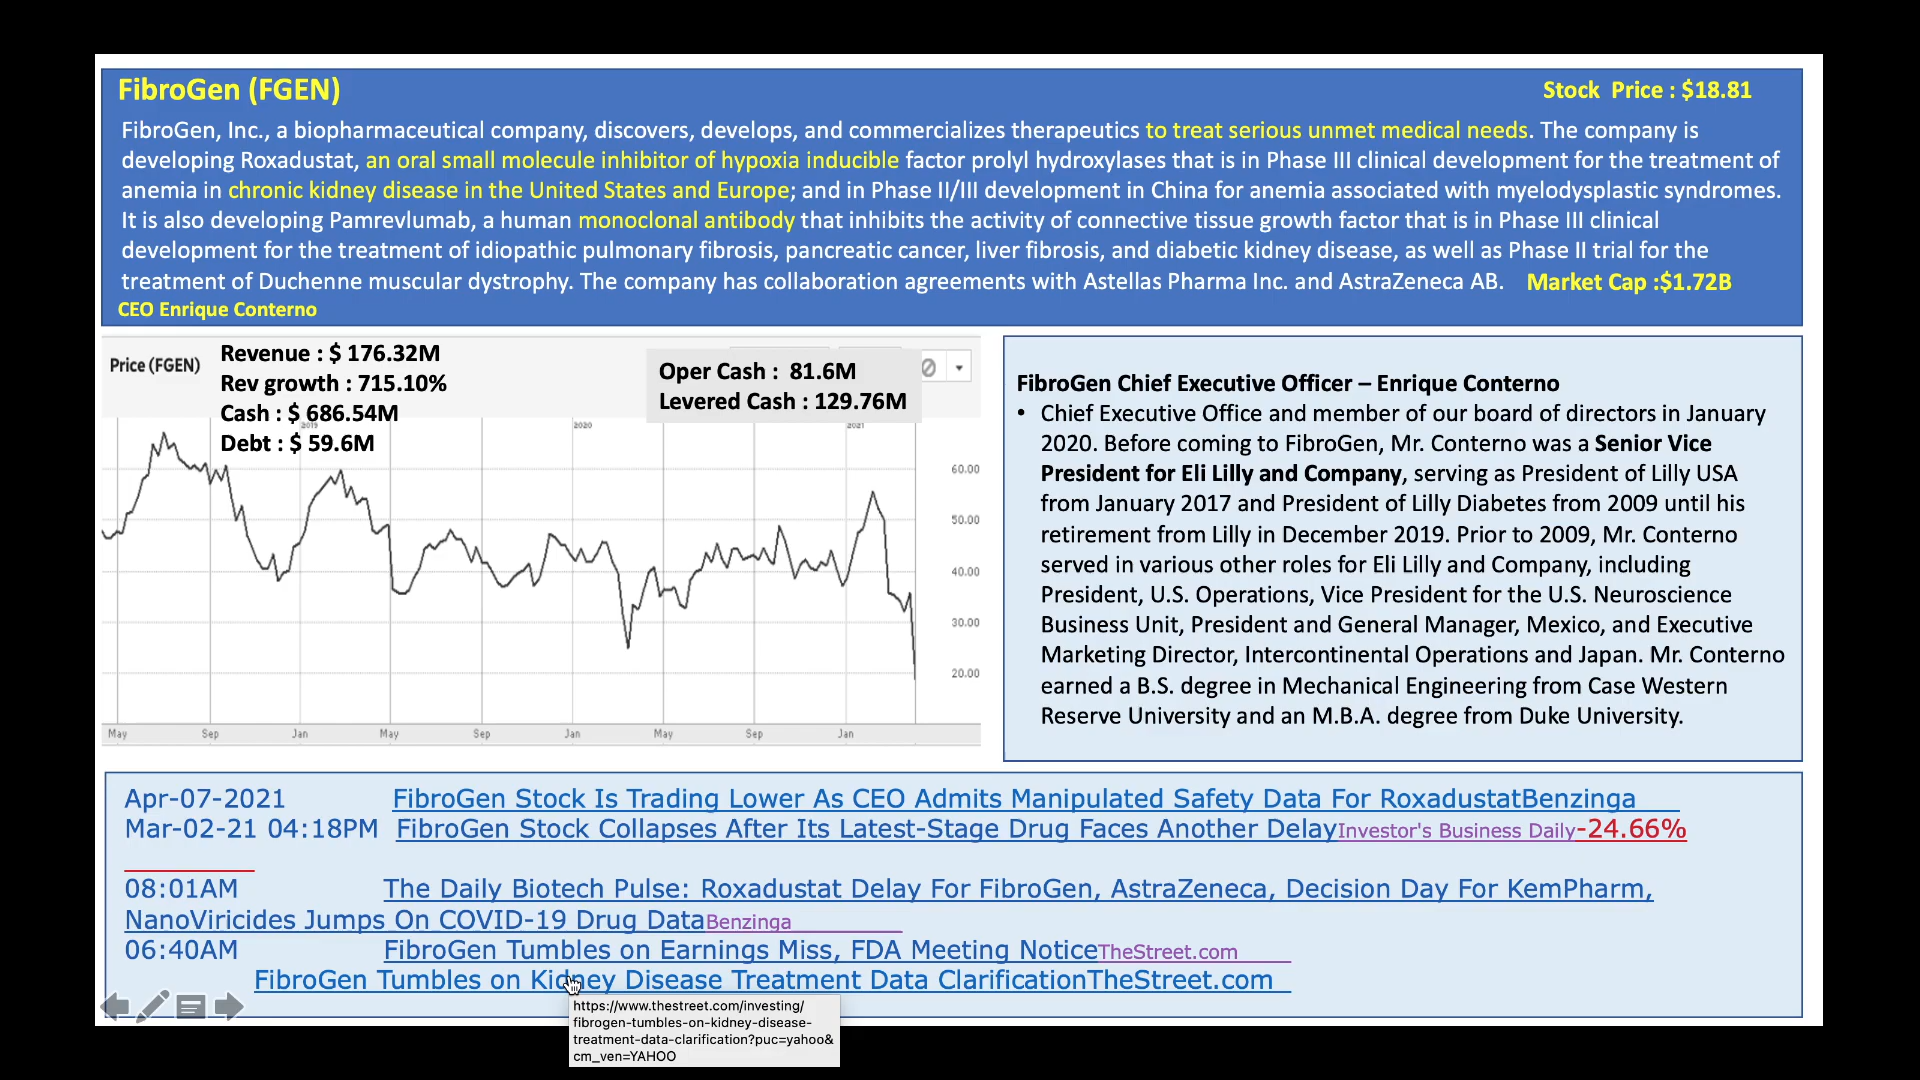 FibroGen (FGEN)
Stock Price : $18.81
FibroGen, Inc., a biopharmaceutical company, discovers, develops, and commercializes therapeutics to treat serious unmet medical needs. The company is
developing Roxadustat, an oral small molecule inhibitor of hypoxia inducible factor prolyl hydroxylases that is in Phase III clinical development for the treatment of
anemia in chronic kidney disease in the United States and Europe; and in Phase II/III development in China for anemia associated with myelodysplastic syndromes.
It is also developing Pamrevlumab, a human monoclonal antibody that inhibits the activity of connective tissue growth factor that is in Phase III clinical
development for the treatment of idiopathic pulmonary fibrosis, pancreatic cancer, liver fibrosis, and diabetic kidney disease, as well as Phase II trial for the
treatment of Duchenne muscular dystrophy. The company has collaboration agreements with Astellas Pharma Inc. and AstraZeneca AB. Market Cap :$1.72B
CEO Enrique Conterno
Price (FGEN)
Revenue : $ 176.32M
Rev growth : 715.10%
Cash : $ 686.54M
Debt : $ 59.6M
Oper Cash : 81.6M
Levered Cash : 129.76M
2019
2020
2021
60.00
50.00
40.00
30.00
20.00
May Sep Jan May Sep Jan May Sep Jan
FibroGen Chief Executive Officer – Enrique Conterno
• Chief Executive Office and member of our board of directors in January
2020. Before coming to FibroGen, Mr. Conterno was a Senior Vice
President for Eli Lilly and Company, serving as President of Lilly USA
from January 2017 and President of Lilly Diabetes from 2009 until his
retirement from Lilly in December 2019. Prior to 2009, Mr. Conterno
served in various other roles for Eli Lilly and Company, including
President, U.S. Operations, Vice President for the U.S. Neuroscience
Business Unit, President and General Manager, Mexico, and Executive
Marketing Director, Intercontinental Operations and Japan. Mr. Conterno
earned a B.S. degree in Mechanical Engineering from Case Western
Reserve University and an M.B.A. degree from Duke University.
Apr-07-2021 FibroGen Stock Is Trading Lower As CEO Admits Manipulated Safety Data For RoxadustatBenzinga
Mar-02-21 04:18PM FibroGen Stock Collapses After Its Latest-Stage Drug Faces Another DelayInvestor's Business Daily-24.66%
08:01AM The Daily Biotech Pulse: Roxadustat Delay For FibroGen, AstraZeneca, Decision Day For KemPharm,
NanoViricides Jumps On COVID-19 Drug DataBenzinga
06:40AM FibroGen Tumbles on Earnings Miss, FDA Meeting NoticeTheStreet.com
FibroGen Tumbles on Kidney Disease Treatment Data ClarificationTheStreet.com
https://www.thestreet.com/investing/
fibrogen-tumbles-on-kidney-disease-
treatment-data-clarification?puc=yahoo&
cm_ven=YAHOO